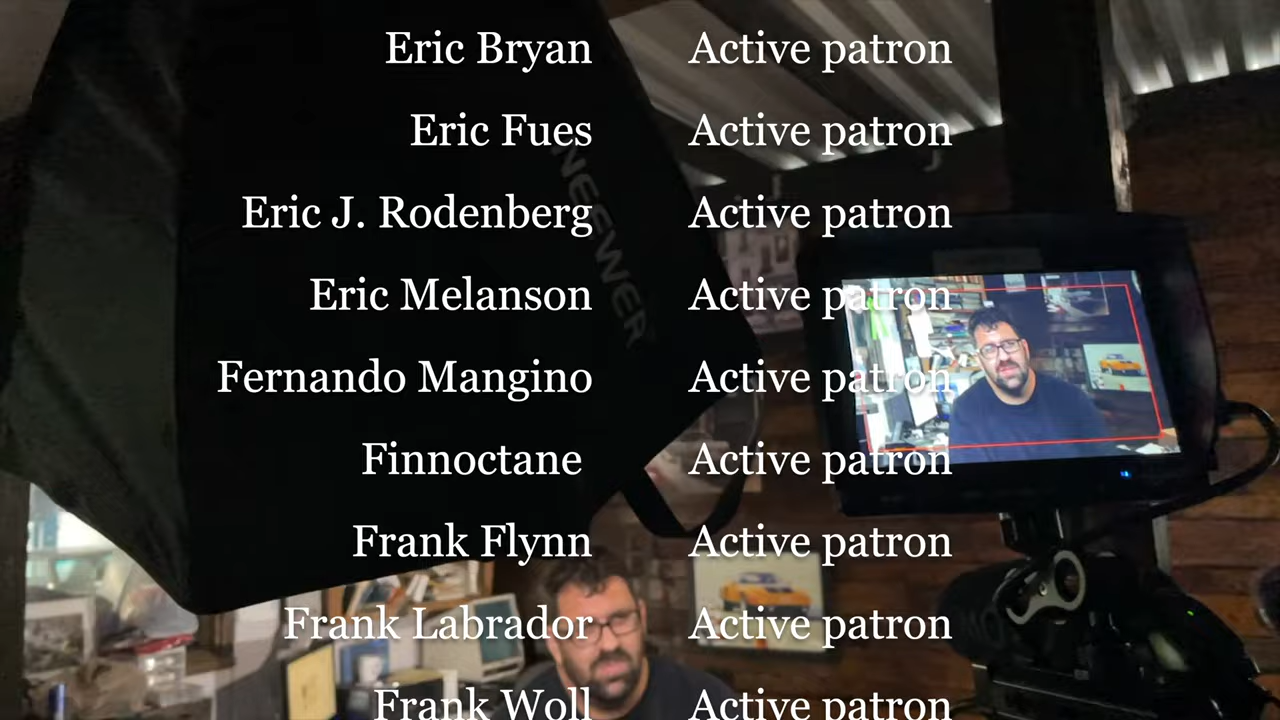 Eric Bryan Active patron
Eric Fues Active patron
NEEWER
Eric J. Rodenberg Active patron
Eric Melanson Active patron
Fernando Mangino Active patron
Finnoctane Active patron
Frank Flynn Active patron
Frank Labrador Active patron
Frank Woll Active patron